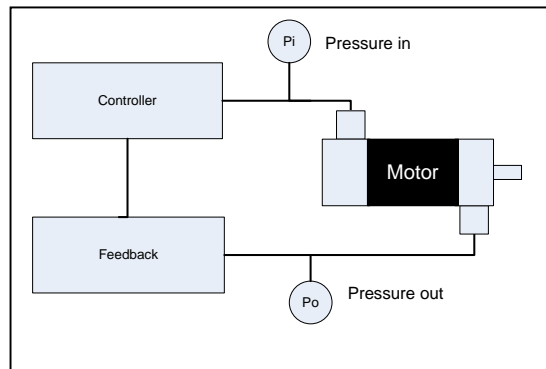 Pi
Pressure in
Controller
Motor
Feedback
Po
Pressure out